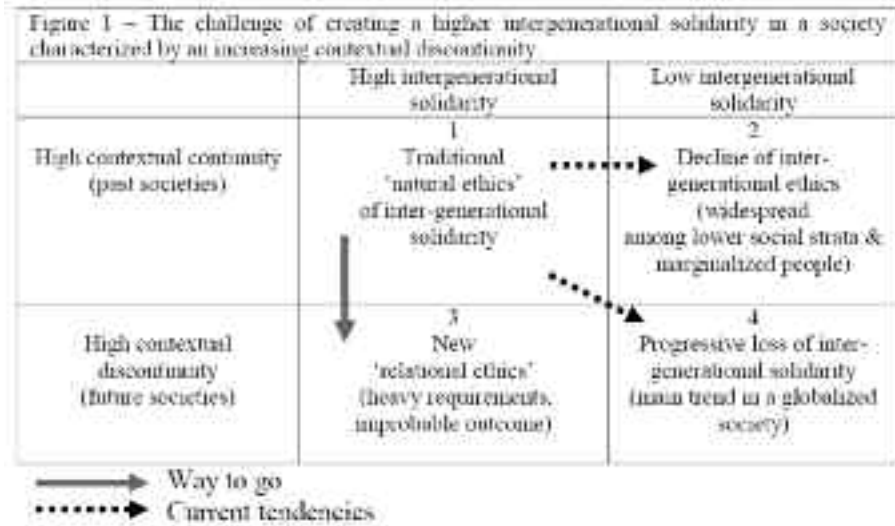 Figure 1 – The challenge of creating a higher intergenerational solidarity in a society
characterized by an increasing contextual discontinuity
High intergenerational
solidarity
Low intergenerational
solidarity
High contextual continuity
(past societies)
1
Traditional
‘natural ethics’
of inter-generational
solidarity
2
Decline of inter-
generational ethics
(widespread
among lower social strata &
marginalized people)
High contextual
discontinuity
(future societies)
3
New
‘relational ethics’
(heavy requirements,
improbable outcome)
4
Progressive loss of inter-
generational solidarity
(main trend in a globalized
society)
Way to go
Current tendencies